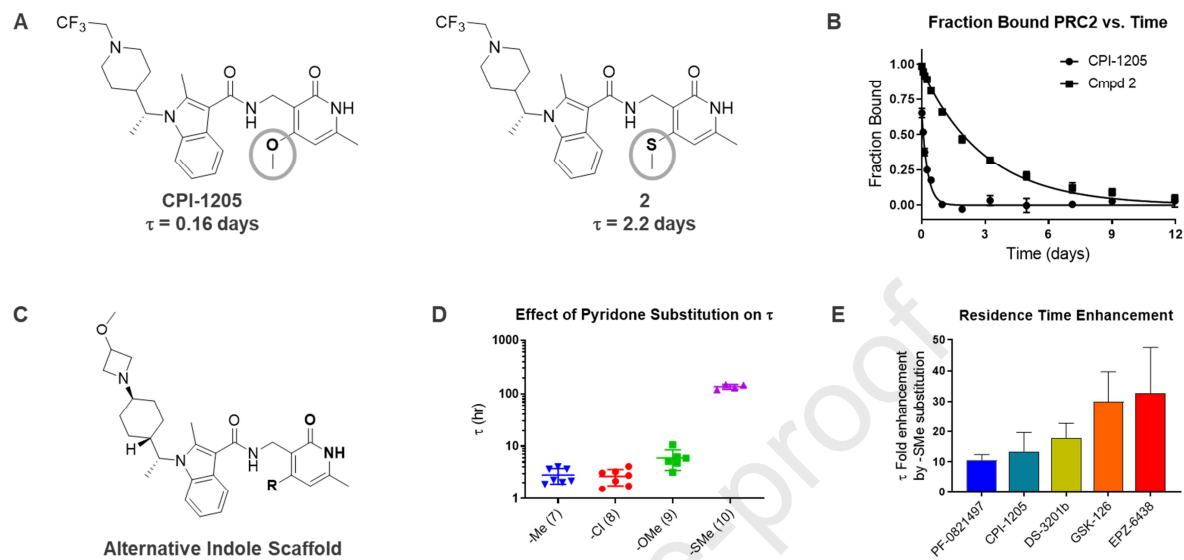 A
CF3
N
N
O
N
H
O
NH
O
CPI-1205
τ = 0.16 days
CF3
N
N
O
N
H
O
NH
S
2
τ = 2.2 days
B
Fraction Bound PRC2 vs. Time
CPI-1205
Cmpd 2
Fraction Bound
1.00
0.75
0.50
0.25
0.00
0
3
6
9
12
Time (days)
C
O
N
H
N
O
N
H
O
NH
R
Alternative Indole Scaffold
D
Effect of Pyridone Substitution on τ
τ (hr)
1000
100
10
1
-Me (7)
-Cl (8)
-OMe (9)
-SMe (10)
E
Residence Time Enhancement
τ Fold enhancement
by -SMe substitution
50
40
30
20
10
0
PF-0821497
CPI-1205
DS-3201b
GSK-126
EPZ-6438
e-proof